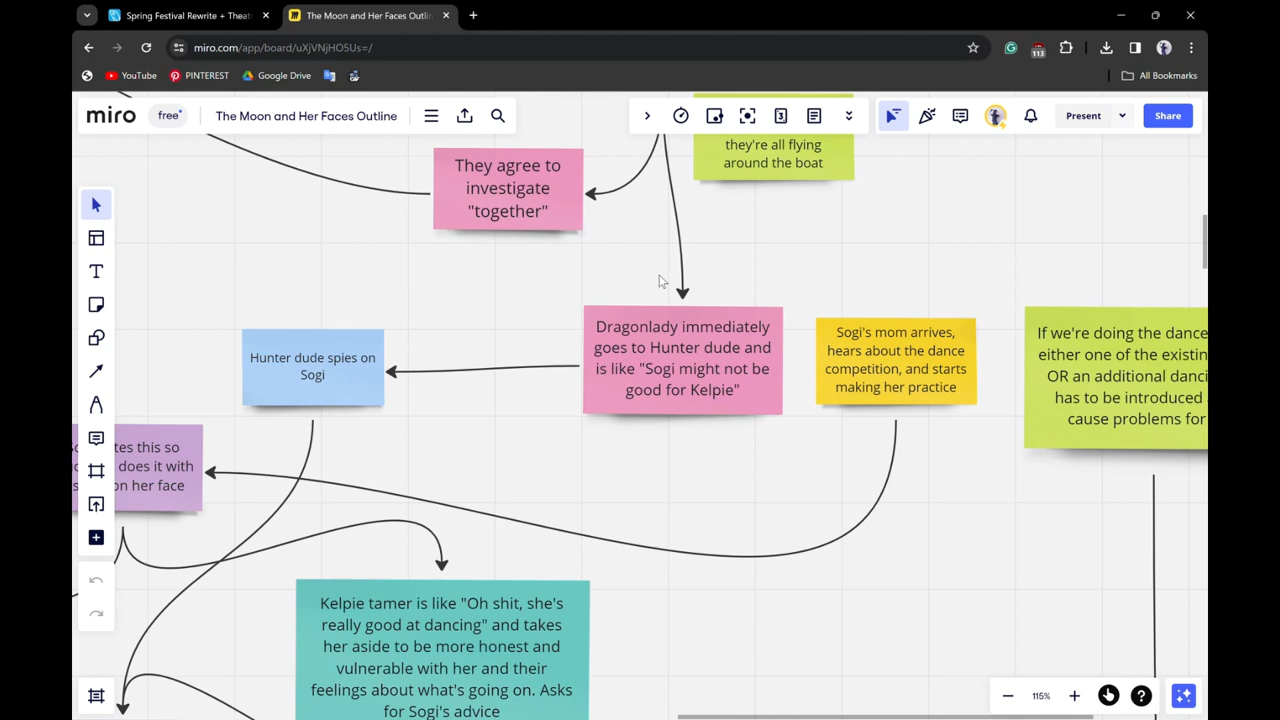 Spring Festival Rewrite + Theat
The Moon and Her Faces Outlin
miro.com/app/board/uXjVNjHO5Us=/
113
YouTube
PINTEREST
Google Drive
All Bookmarks
miro
free
The Moon and Her Faces Outline
3
Present
Share
they're all flying
around the boat
They agree to
investigate
"together"
Hunter dude spies on
Sogi
Dragonlady immediately
goes to Hunter dude and
is like "Sogi might not be
good for Kelpie"
Sogi's mom arrives,
hears about the dance
competition, and starts
making her practice
If we're doing the dance
either one of the existin
OR an additional danci
has to be introduced
cause problems for
tes this so
does it with
on her face
Kelpie tamer is like "Oh shit, she's
really good at dancing" and takes
her aside to be more honest and
vulnerable with her and their
feelings about what's going on. Asks
for Sogi's advice
115%